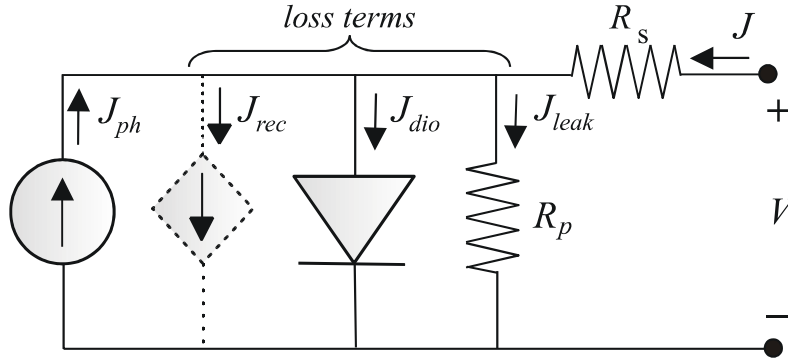 loss terms
R_s
J
J_ph
J_rec
J_dio
J_leak
+
R_p
V
−